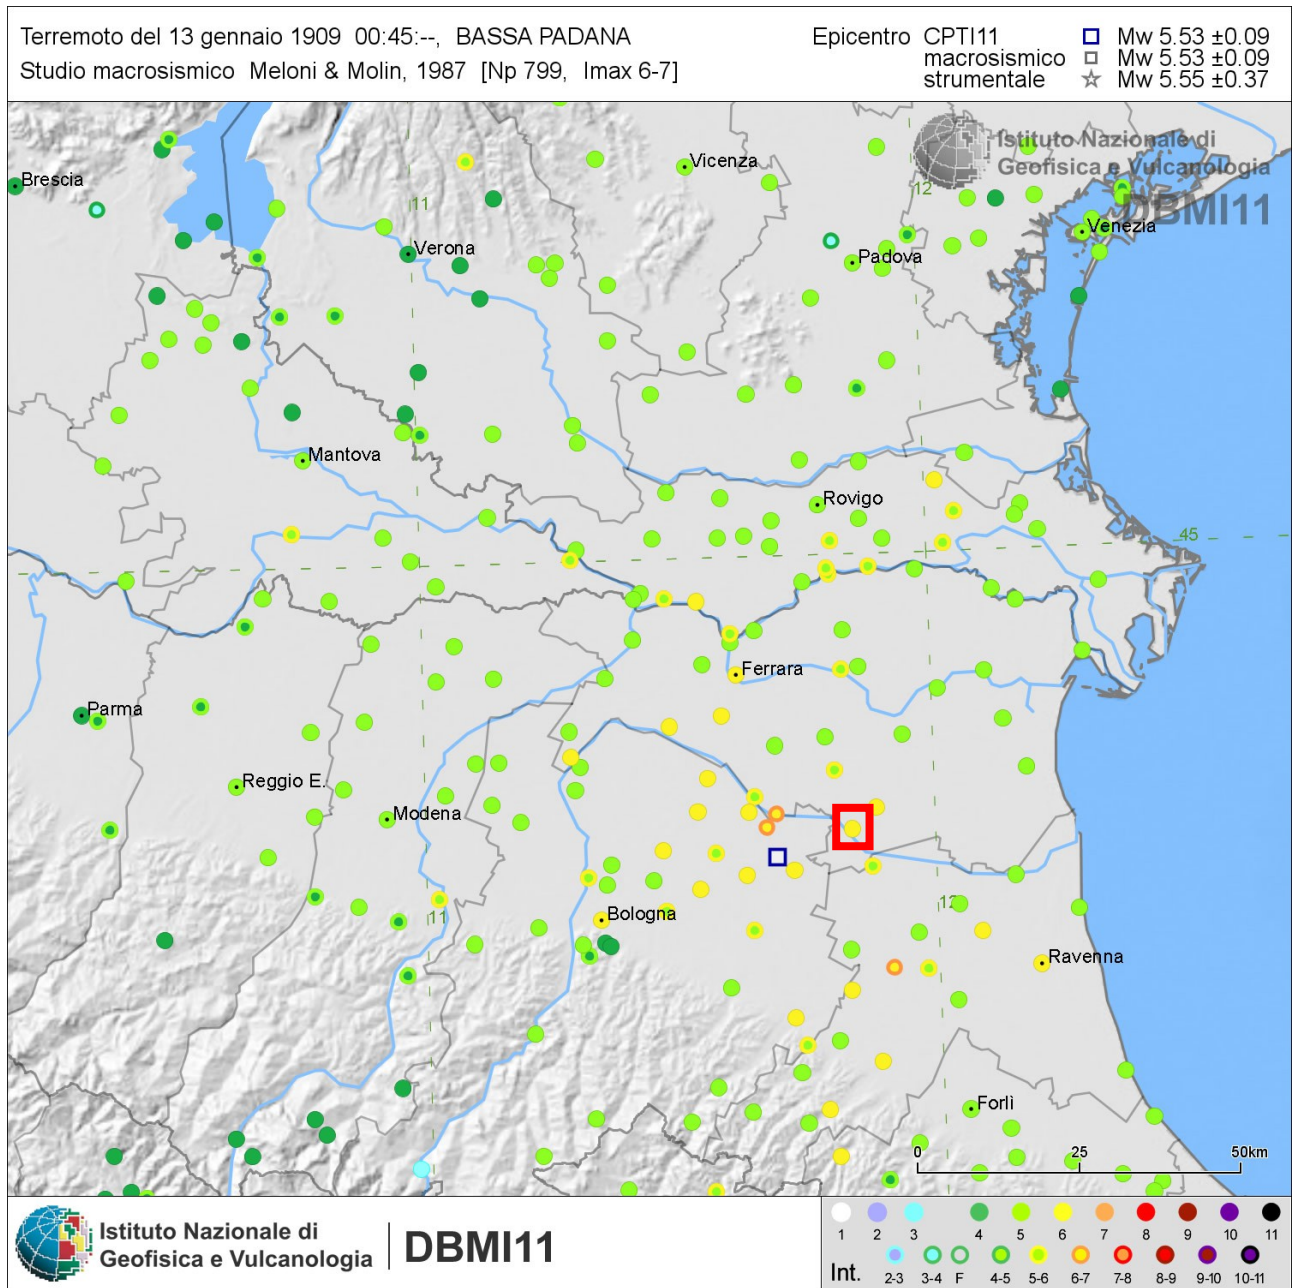 Terremoto del 13 gennaio 1909 00:45:--, BASSA PADANA
Studio macrosismico Meloni & Molin, 1987 [Np 799, Imax 6-7]
Epicentro CPTI11 Mw 5.53 ±0.09
macrosismico Mw 5.53 ±0.09
strumentale Mw 5.55 ±0.37
Istituto Nazionale di
Geofisica e Vulcanologia
DBMI11
Vicenza
Brescia
11
12
Venezia
Verona
Padova
Mantova
Rovigo
45
Ferrara
Parma
Reggio E.
Modena
12
11
Bologna
Ravenna
Forlì
0 25 50km
Istituto Nazionale di
Geofisica e Vulcanologia
DBMI11
1 2 3 4 5 6 7 8 9 10 11
Int. 2-3 3-4 F 4-5 5-6 6-7 7-8 8-9 9-10 10-11